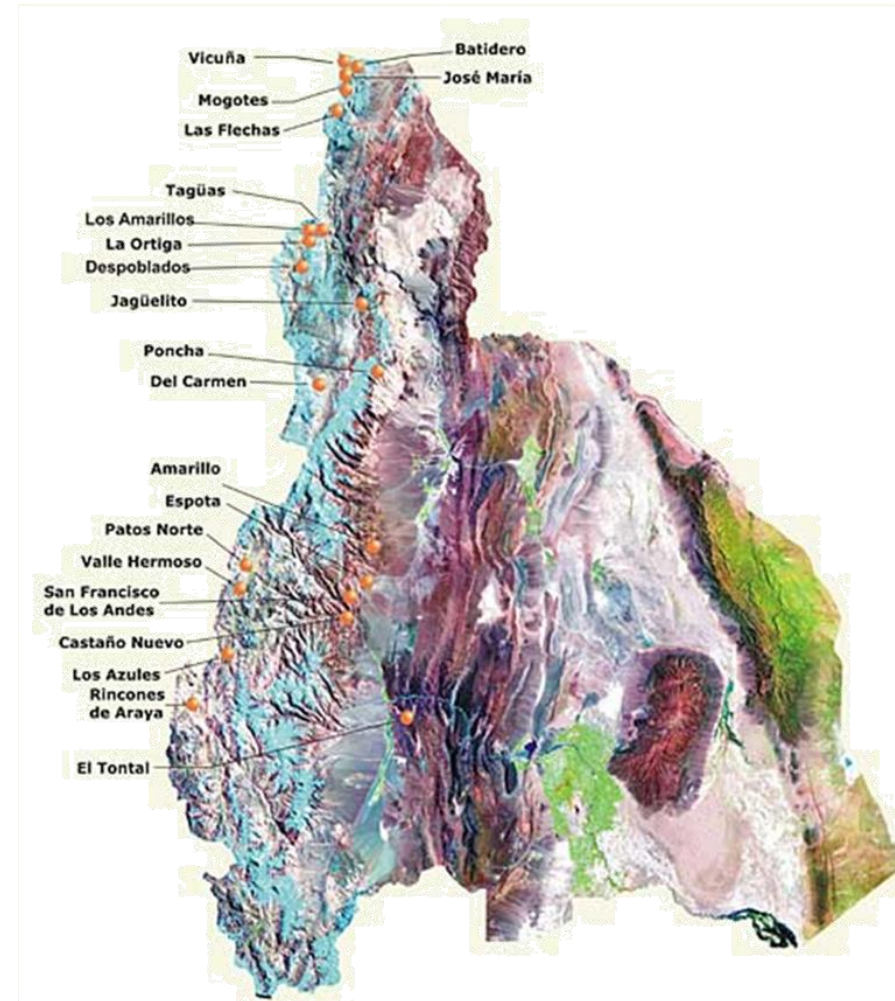 Vicuña
Batidero
José María
Mogotes
Las Flechas
Tagüas
Los Amarillos
La Ortiga
Despoblados
Jagüelito
Poncha
Del Carmen
Amarillo
Espota
Patos Norte
Valle Hermoso
San Francisco
de Los Andes
Castaño Nuevo
Los Azules
Rincones
de Araya
El Tontal